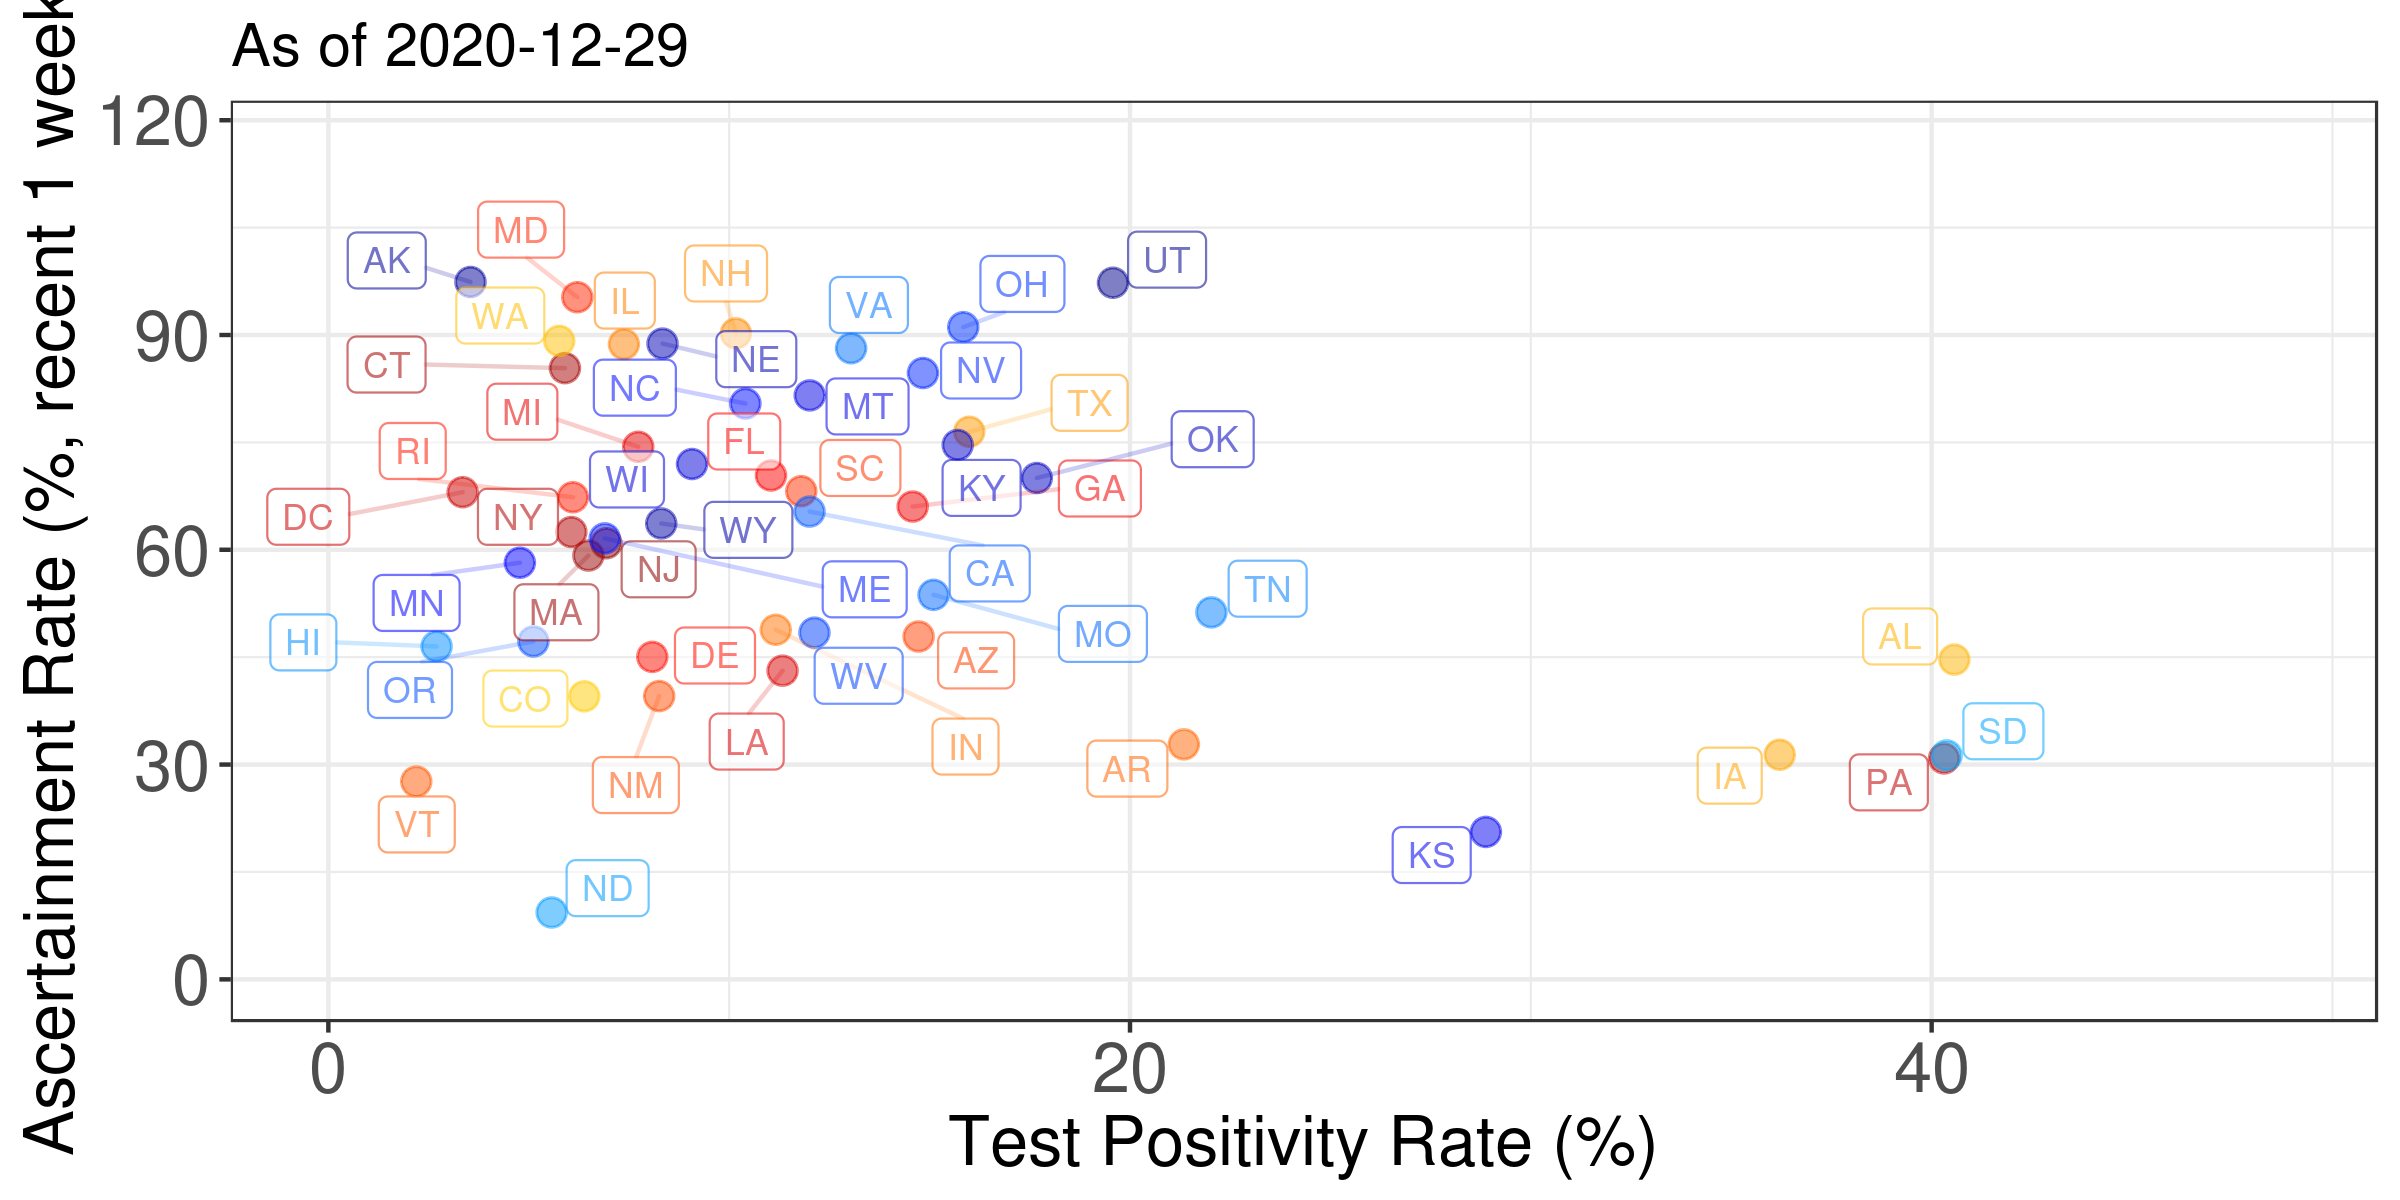 As of 2020-12-29
Ascertainment Rate (%, recent 1 week
120
90
60
30
0
MD
AK
UT
NH
OH
IL
VA
WA
NE
CT
NV
NC
MT
TX
MI
FL
OK
RI
SC
WI
KY
GA
DC
NY
WY
NJ
CA
ME
TN
MN
MA
HI
MO
AL
DE
AZ
WV
OR
CO
SD
LA
IN
AR
IA
PA
NM
VT
KS
ND
0
20
40
Test Positivity Rate (%)